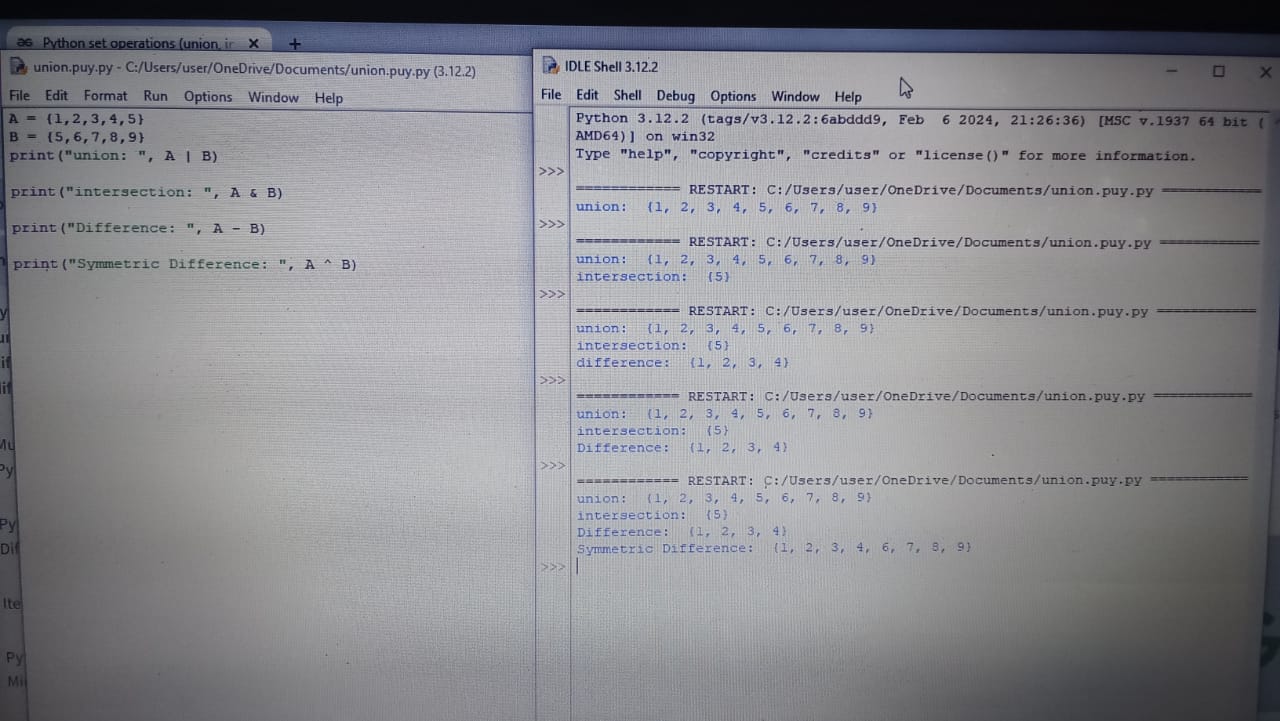 Python set operations (union, ir
union.puy.py - C:/Users/user/OneDrive/Documents/union.puy.py (3.12.2)
File Edit Format Run Options Window Help
A = {1,2,3,4,5}
B = {5,6,7,8,9}
print("union: ", A | B)
print("intersection: ", A & B)
print("Difference: ", A - B)
print("Symmetric Difference: ", A ^ B)
IDLE Shell 3.12.2
File Edit Shell Debug Options Window Help
Python 3.12.2 (tags/v3.12.2:6abddd9, Feb  6 2024, 21:26:36) [MSC v.1937 64 bit (
AMD64)] on win32
Type "help", "copyright", "credits" or "license()" for more information.
>>>
============ RESTART: C:/Users/user/OneDrive/Documents/union.puy.py ============
union:  {1, 2, 3, 4, 5, 6, 7, 8, 9}
>>>
============ RESTART: C:/Users/user/OneDrive/Documents/union.puy.py ============
union:  {1, 2, 3, 4, 5, 6, 7, 8, 9}
intersection:  {5}
>>>
============ RESTART: C:/Users/user/OneDrive/Documents/union.puy.py ============
union:  {1, 2, 3, 4, 5, 6, 7, 8, 9}
intersection:  {5}
difference:  {1, 2, 3, 4}
>>>
============ RESTART: C:/Users/user/OneDrive/Documents/union.puy.py ============
union:  {1, 2, 3, 4, 5, 6, 7, 8, 9}
intersection:  {5}
Difference:  {1, 2, 3, 4}
>>>
============ RESTART: C:/Users/user/OneDrive/Documents/union.puy.py ============
union:  {1, 2, 3, 4, 5, 6, 7, 8, 9}
intersection:  {5}
Difference:  {1, 2, 3, 4}
Symmetric Difference:  {1, 2, 3, 4, 6, 7, 8, 9}
>>>